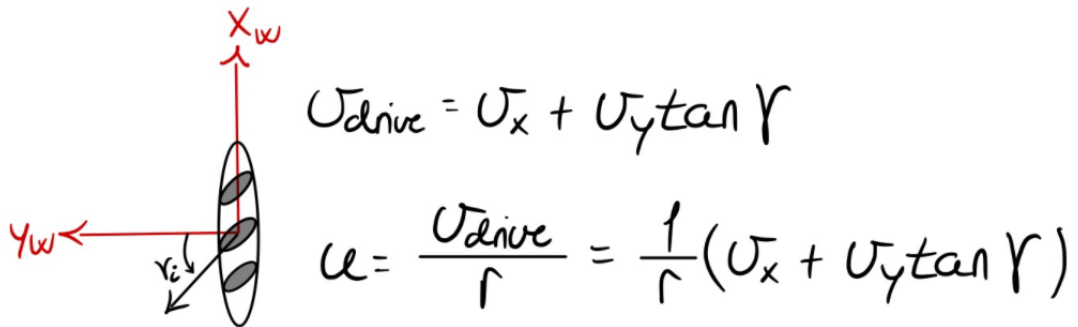 X_w
v_drive = v_x + v_y tan γ
y_w
γ_i
u = v_drive / r = 1/r (v_x + v_y tan γ)